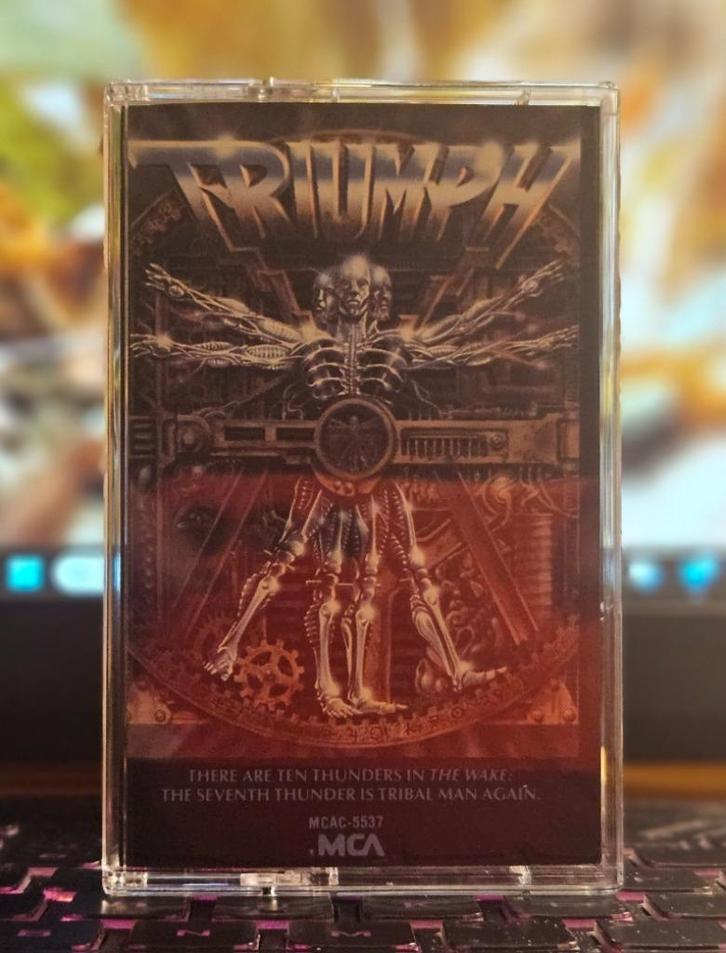 TRIUMPH
THERE ARE TEN THUNDERS IN THE WAKE:
THE SEVENTH THUNDER IS TRIBAL MAN AGAIN.
MCAC-5537
MCA